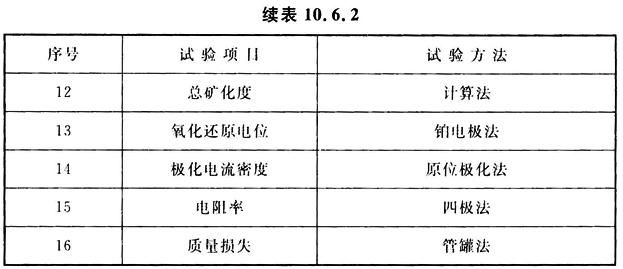 续表 10.6.2
序号 试验项目 试验方法
12 总矿化度 计算法
13 氧化还原电位 铂电极法
14 极化电流密度 原位极化法
15 电阻率 四极法
16 质量损失 管罐法